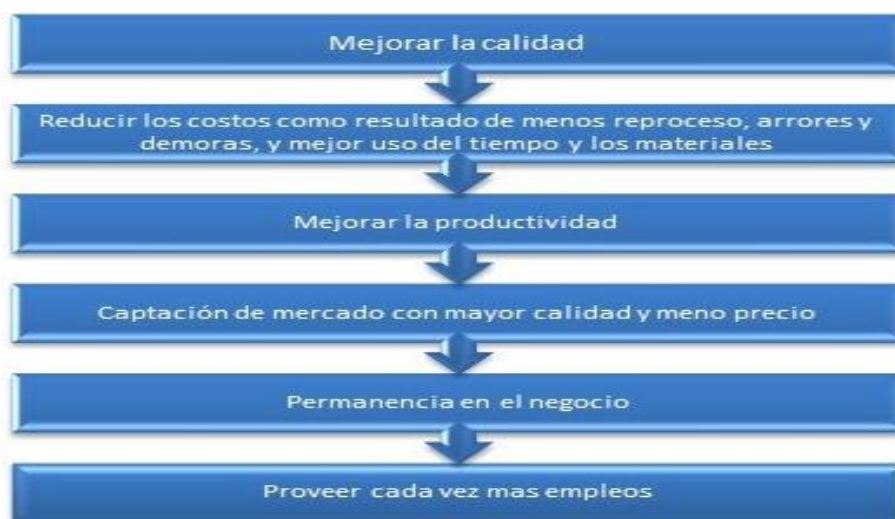 Mejorar la calidad
Reducir los costos como resultado de menos reproceso, arrores y
demoras, y mejor uso del tiempo y los materiales
Mejorar la productividad
Captación de mercado con mayor calidad y meno precio
Permanencia en el negocio
Proveer cada vez mas empleos